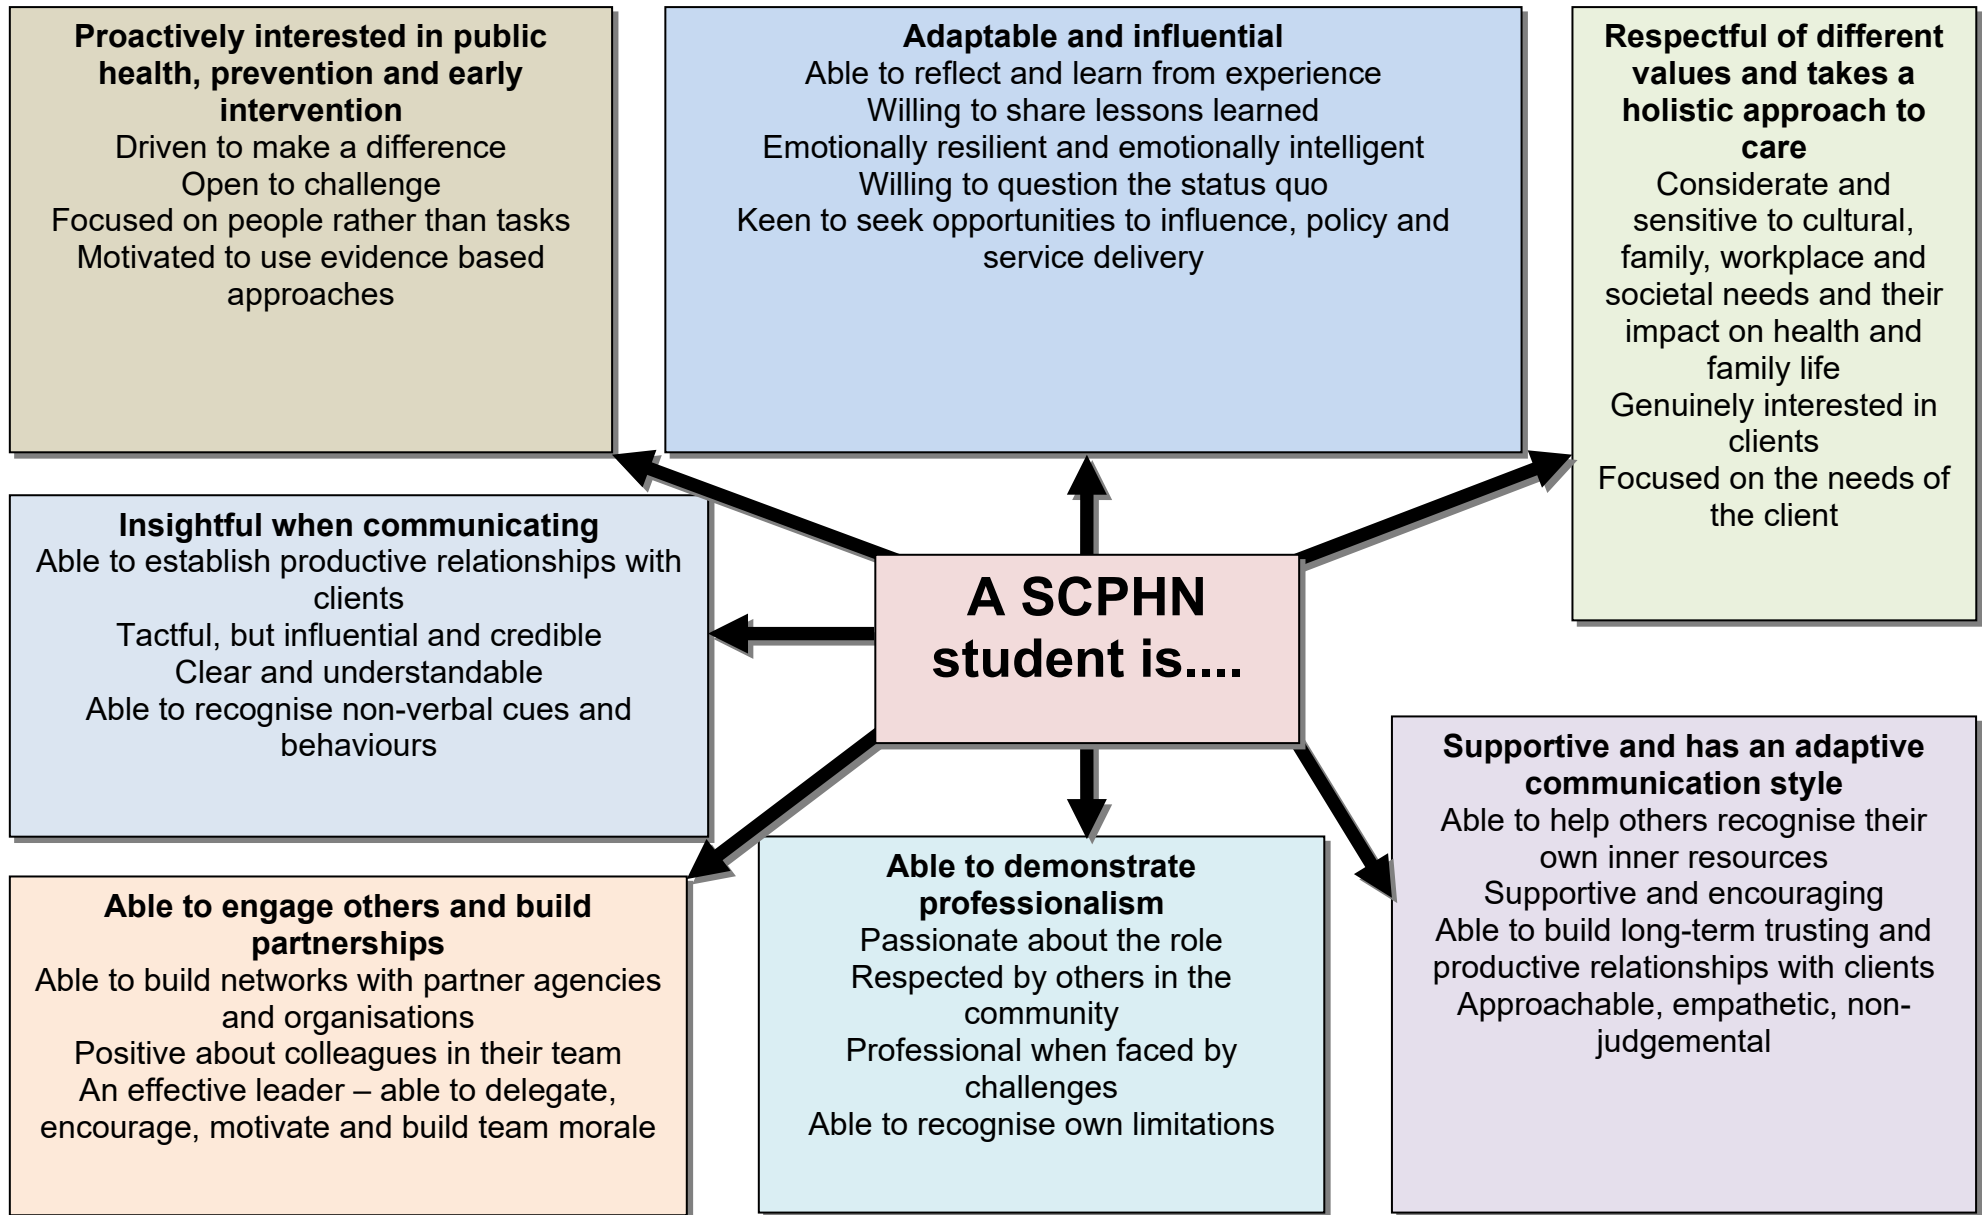 Proactively interested in public
health, prevention and early
intervention
Driven to make a difference
Open to challenge
Focused on people rather than tasks
Motivated to use evidence based
approaches
Adaptable and influential
Able to reflect and learn from experience
Willing to share lessons learned
Emotionally resilient and emotionally intelligent
Willing to question the status quo
Keen to seek opportunities to influence, policy and
service delivery
Respectful of different
values and takes a
holistic approach to
care
Considerate and
sensitive to cultural,
family, workplace and
societal needs and their
impact on health and
family life
Genuinely interested in
clients
Focused on the needs of
the client
Insightful when communicating
Able to establish productive relationships with
clients
Tactful, but influential and credible
Clear and understandable
Able to recognise non-verbal cues and
behaviours
A SCPHN
student is....
Supportive and has an adaptive
communication style
Able to help others recognise their
own inner resources
Supportive and encouraging
Able to build long-term trusting and
productive relationships with clients
Approachable, empathetic, non-
judgemental
Able to engage others and build
partnerships
Able to build networks with partner agencies
and organisations
Positive about colleagues in their team
An effective leader – able to delegate,
encourage, motivate and build team morale
Able to demonstrate
professionalism
Passionate about the role
Respected by others in the
community
Professional when faced by
challenges
Able to recognise own limitations